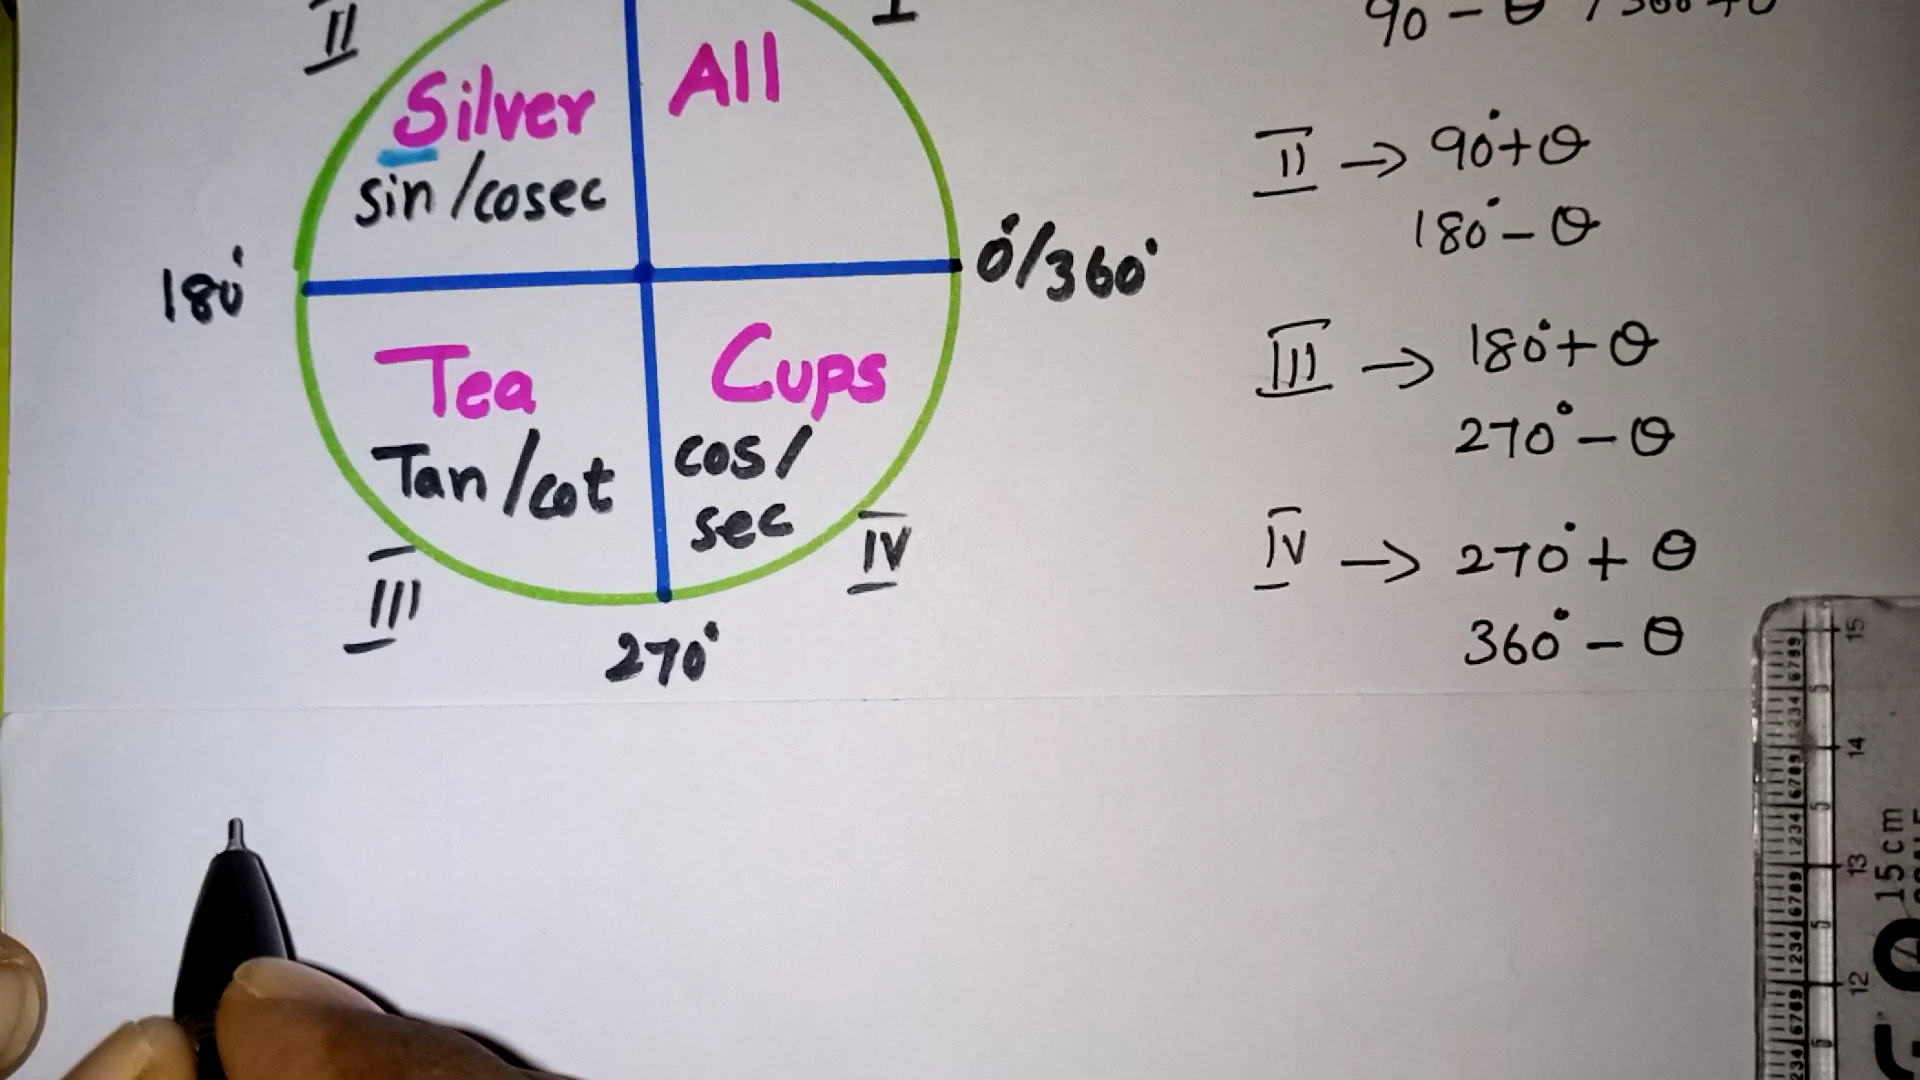 II
I
90 - θ / 360 + θ
Silver
All
sin/cosec
II → 90° + θ
180° - θ
180°
0°/360°
Tea
Cups
Tan/cot
cos/
sec
III → 180° + θ
270° - θ
III
IV
270°
IV → 270° + θ
360° - θ
15
14
13
12
15cm